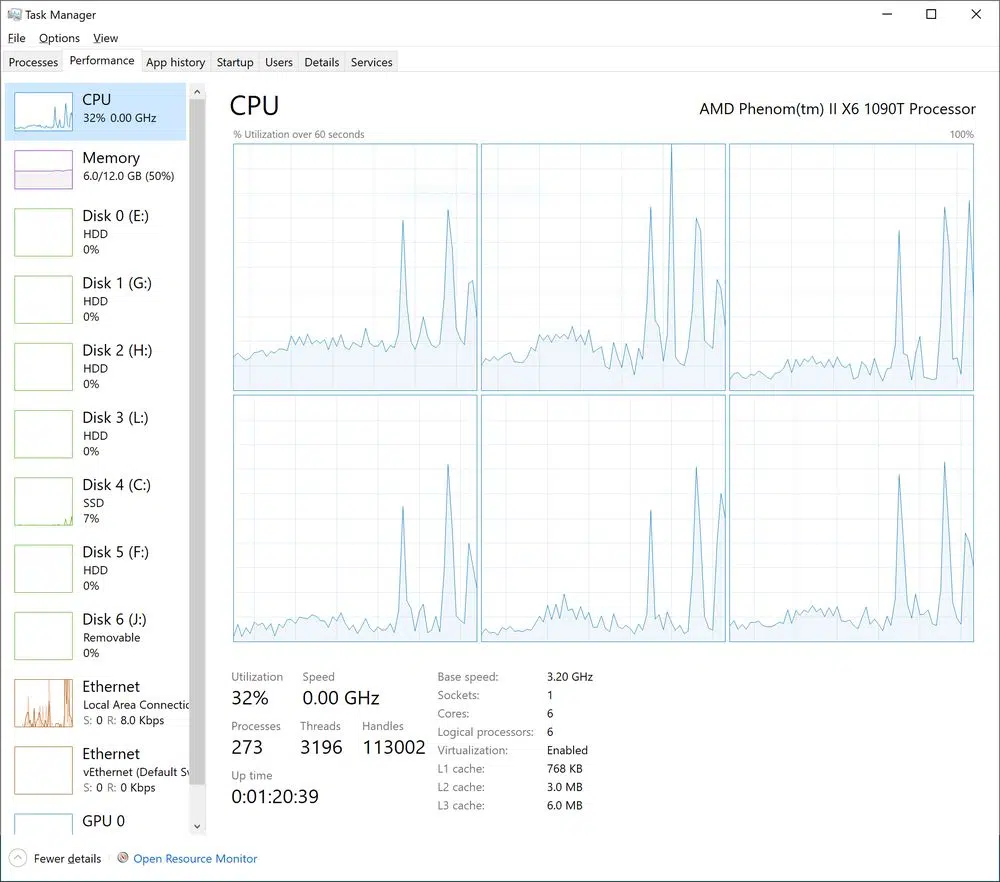 Task Manager
File Options View
Processes Performance App history Startup Users Details Services
CPU
32% 0.00 GHz
Memory
6.0/12.0 GB (50%)
Disk 0 (E:)
HDD
0%
Disk 1 (G:)
HDD
0%
Disk 2 (H:)
HDD
0%
Disk 3 (L:)
HDD
0%
Disk 4 (C:)
SSD
7%
Disk 5 (F:)
HDD
0%
Disk 6 (J:)
Removable
0%
Ethernet
Local Area Connectic
S: 0 R: 8.0 Kbps
Ethernet
vEthernet (Default Sv
S: 0 R: 0 Kbps
GPU 0
CPU AMD Phenom(tm) II X6 1090T Processor
% Utilization over 60 seconds 100%
Utilization Speed
32% 0.00 GHz
Processes Threads Handles
273 3196 113002
Up time
0:01:20:39
Base speed: 3.20 GHz
Sockets: 1
Cores: 6
Logical processors: 6
Virtualization: Enabled
L1 cache: 768 KB
L2 cache: 3.0 MB
L3 cache: 6.0 MB
Fewer details Open Resource Monitor